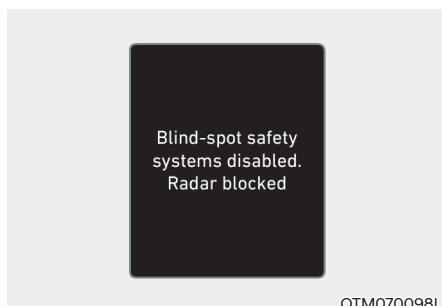 Blind-spot safety
systems disabled.
Radar blocked
OTM070098L